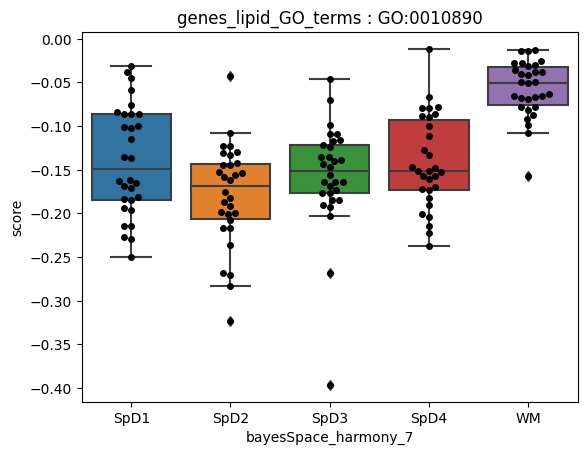 genes_lipid_GO_terms : GO:0010890
0.00
−0.05
−0.10
−0.15
−0.20
−0.25
−0.30
−0.35
−0.40
score
SpD1 SpD2 SpD3 SpD4 WM
bayesSpace_harmony_7